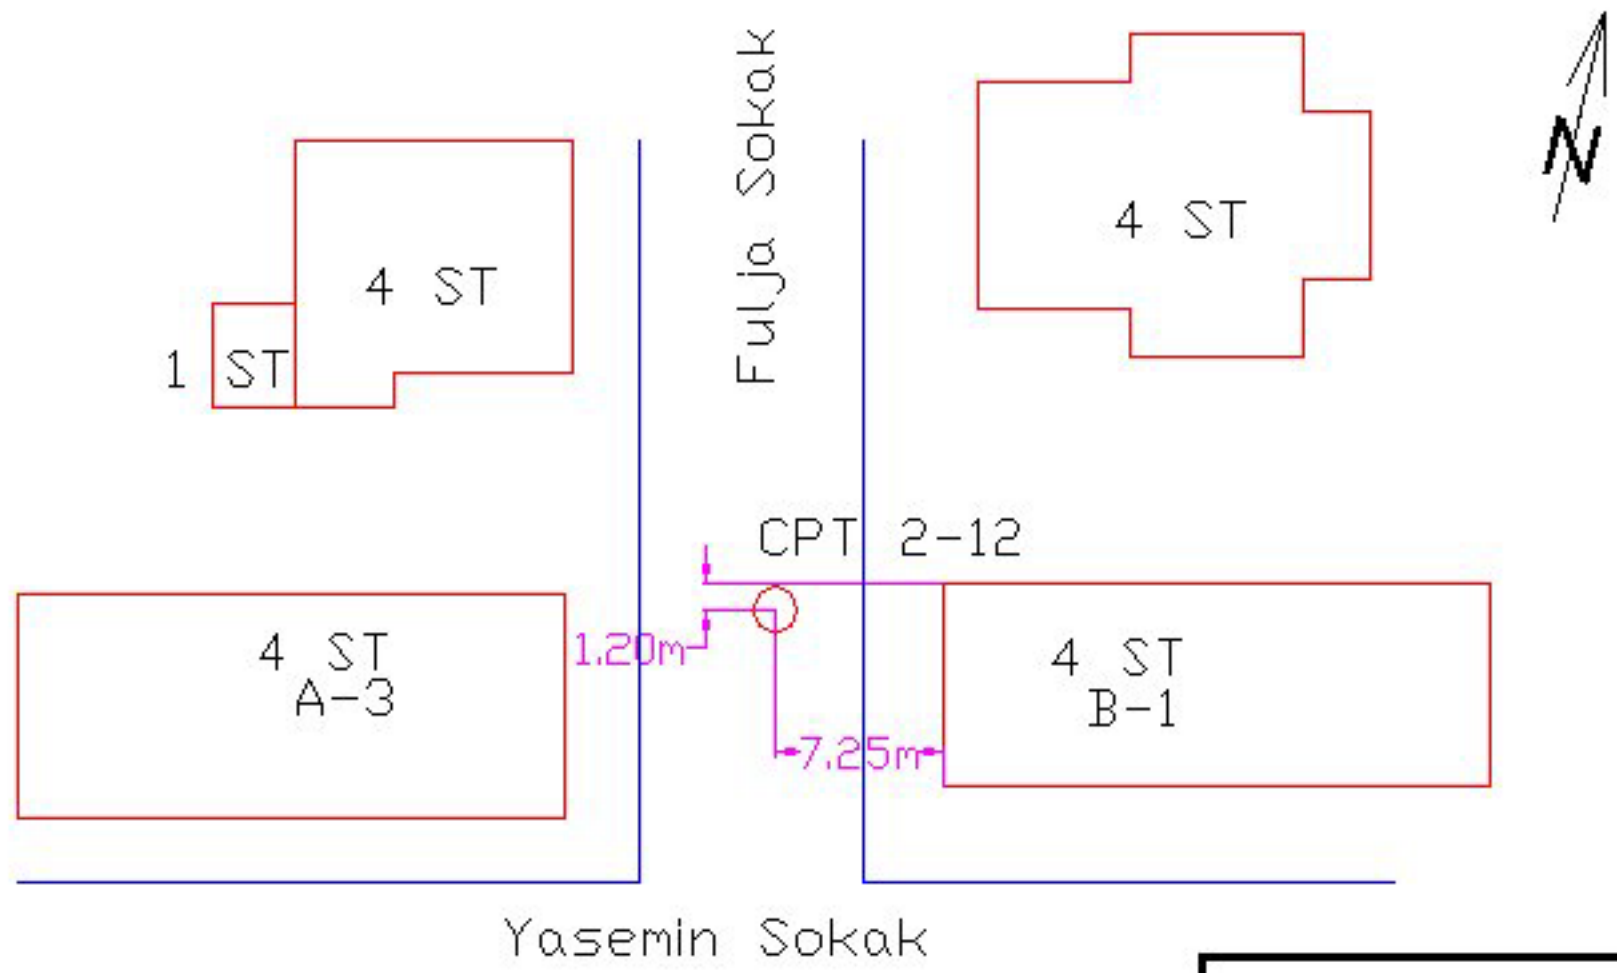 Fulja Sokak
N
4 ST
4 ST
1 ST
CPT 2-12
4 ST
A-3
1.20m
4 ST
B-1
7.25m
Yasemin Sokak